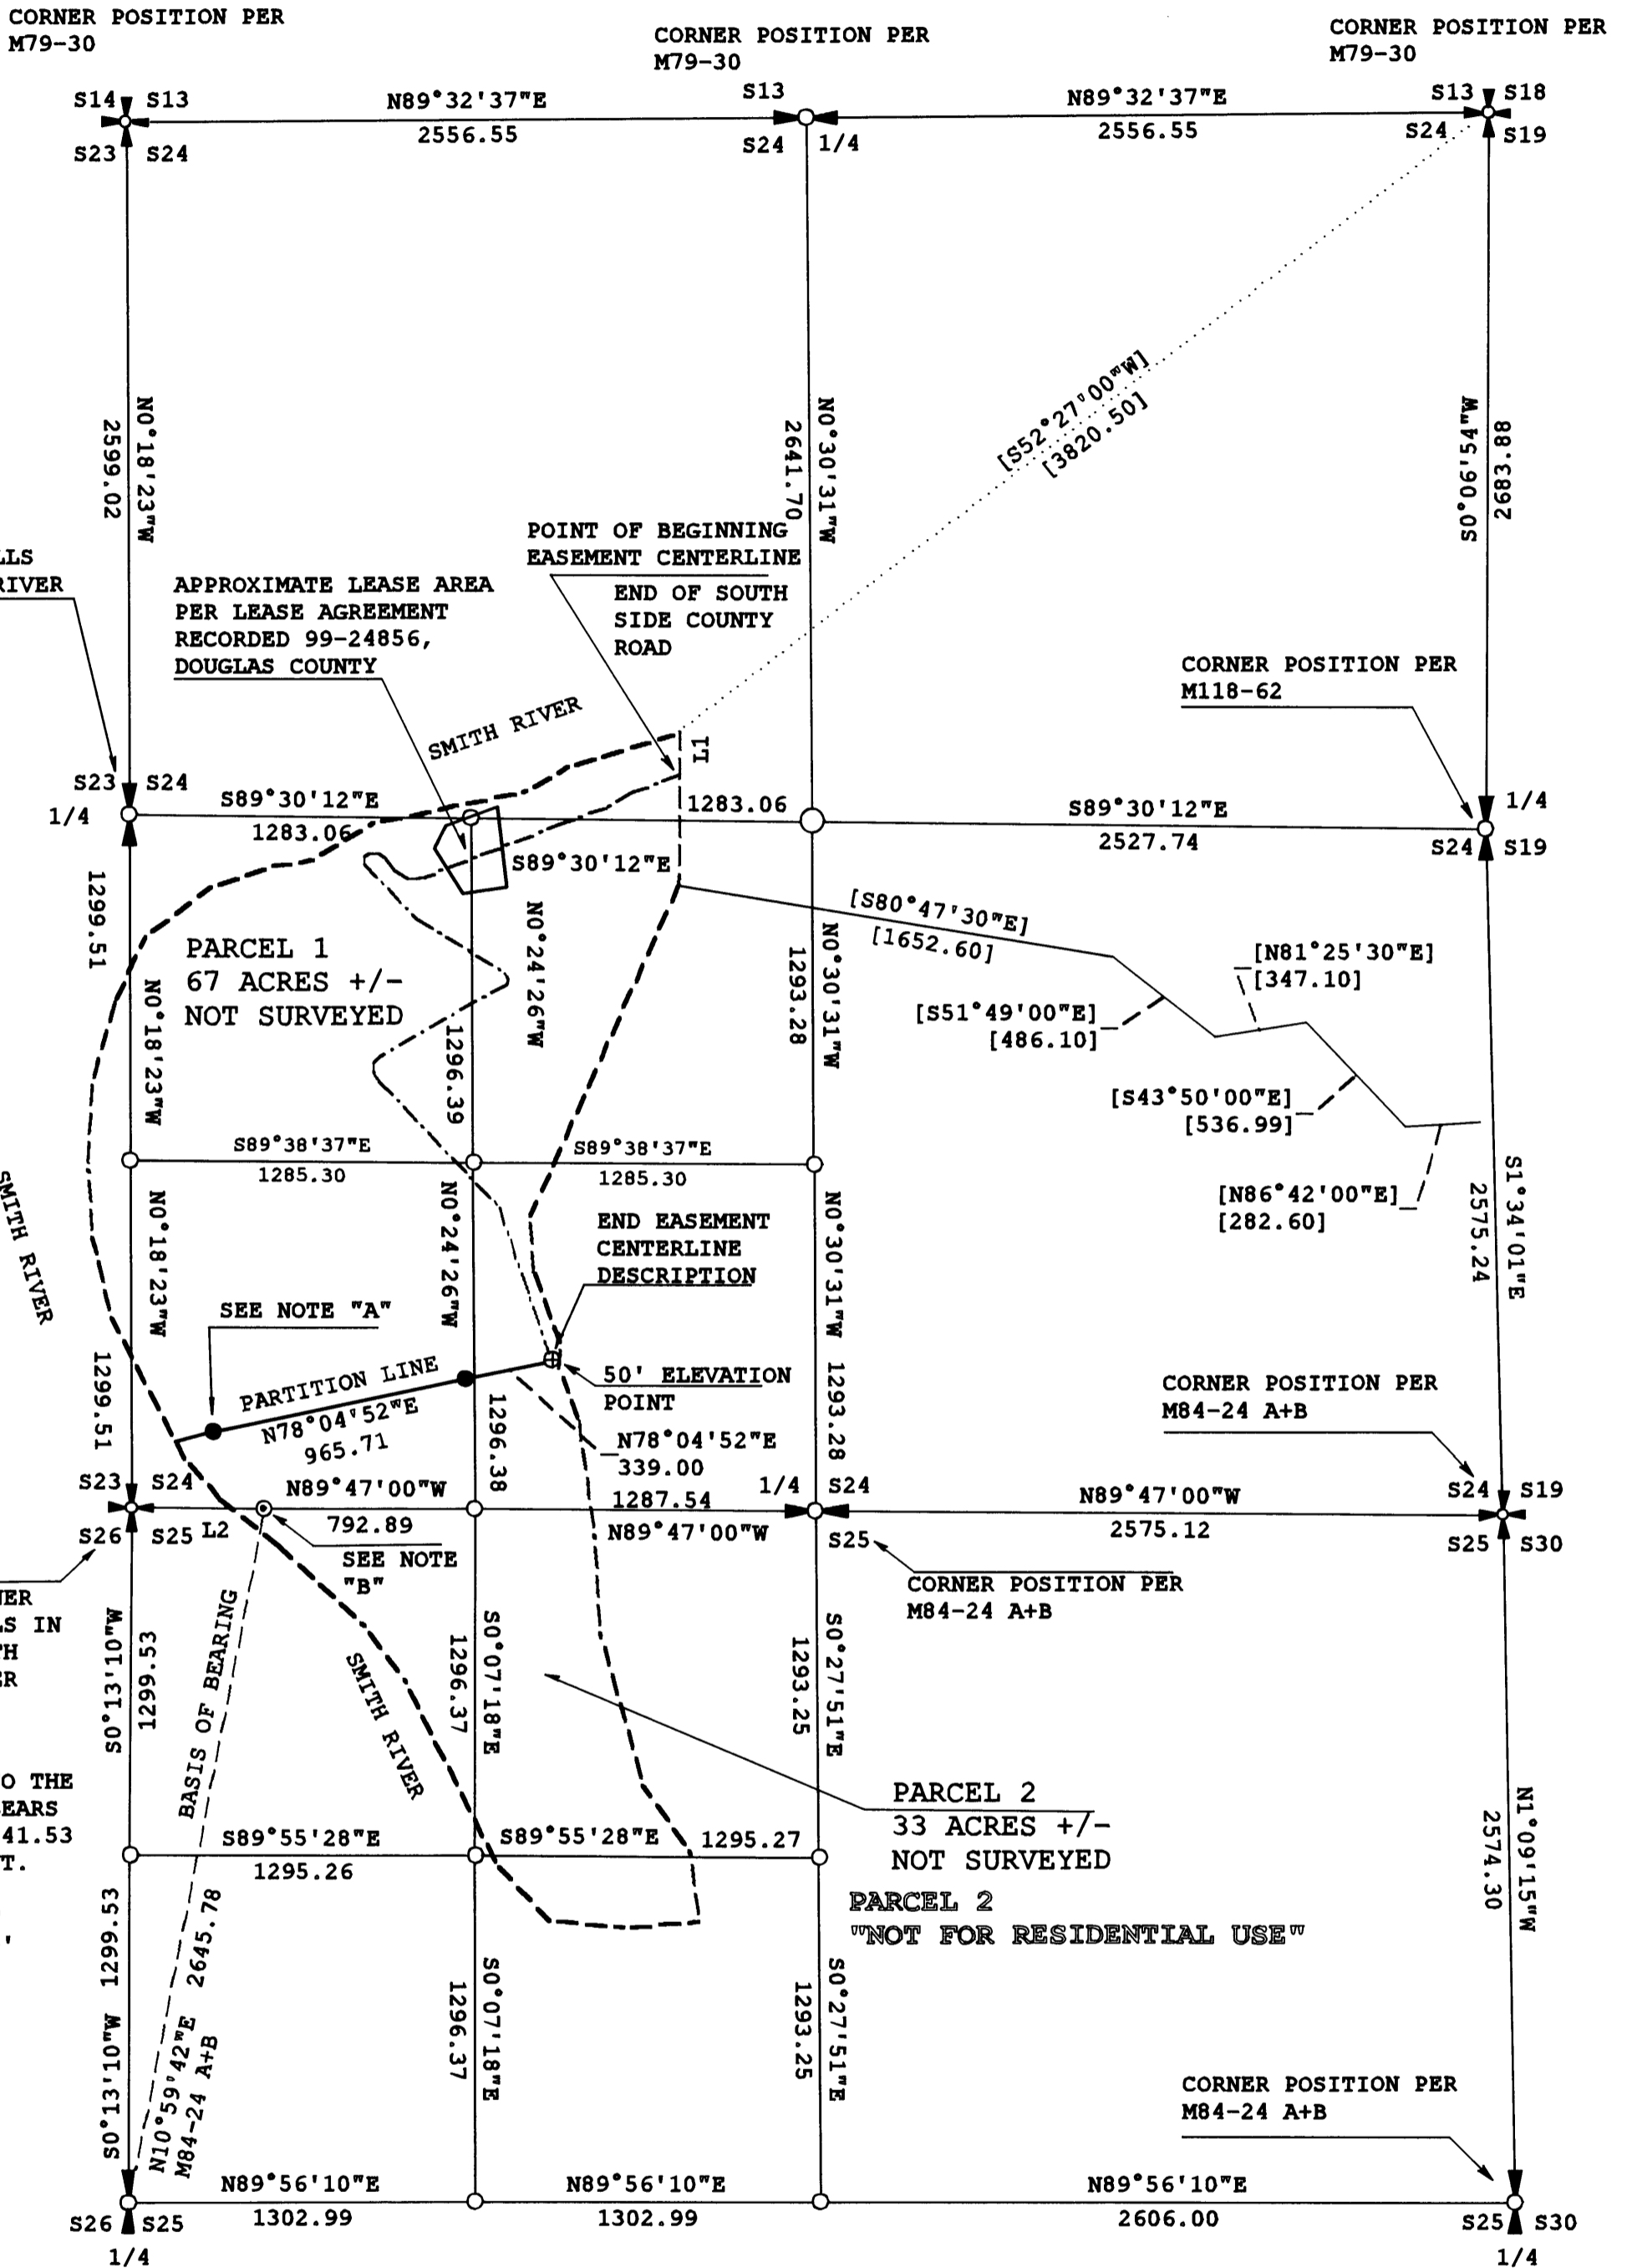 CORNER POSITION PER
M79-30
CORNER POSITION PER
M79-30
CORNER POSITION PER
M79-30
S14 S13
N89°32'37"E
S13
N89°32'37"E
S13 S18
2556.55
2556.55
S23 S24
S24 1/4
S24 S19
N0°18'23"W
2599.02
N0°30'31"W
2641.70
[S52°27'00"W]
[3820.50]
S0°06'54"W
2683.88
LLS
RIVER
APPROXIMATE LEASE AREA
PER LEASE AGREEMENT
RECORDED 99-24856,
DOUGLAS COUNTY
POINT OF BEGINNING
EASEMENT CENTERLINE
END OF SOUTH
SIDE COUNTY
ROAD
CORNER POSITION PER
M118-62
SMITH RIVER
L1
S23 S24
1/4
S89°30'12"E
1283.06
1283.06
S89°30'12"E
S89°30'12"E
2527.74
1/4
S24 S19
1299.51
N0°18'23"W
PARCEL 1
67 ACRES +/-
NOT SURVEYED
N0°24'26"W
1296.39
N0°30'31"W
1293.28
[S80°47'30"E]
[1652.60]
[N81°25'30"E]
[347.10]
[S51°49'00"E]
[486.10]
[S43°50'00"E]
[536.99]
[N86°42'00"E]
[282.60]
S1°34'01"E
2575.24
S89°38'37"E
1285.30
S89°38'37"E
1285.30
SMITH RIVER
N0°18'23"W
1299.51
N0°24'26"W
1296.38
N0°30'31"W
1293.28
END EASEMENT
CENTERLINE
DESCRIPTION
SEE NOTE "A"
PARTITION LINE
N78°04'52"E
965.71
50' ELEVATION
POINT
N78°04'52"E
339.00
CORNER POSITION PER
M84-24 A+B
S23 S24
N89°47'00"W
1/4 S24
N89°47'00"W
S24 S19
792.89
1287.54
N89°47'00"W
2575.12
S26 S25 L2
S25
S25 S30
SEE NOTE
"B"
CORNER POSITION PER
M84-24 A+B
NER
LS IN
TH
ER
S0°13'10"W
1299.53
BASIS OF BEARING
SMITH RIVER
S0°07'18"E
1296.37
S0°27'51"E
1293.25
O THE
EARS
41.53
T.
'
PARCEL 2
33 ACRES +/-
NOT SURVEYED
PARCEL 2
"NOT FOR RESIDENTIAL USE"
N1°09'15"W
2574.30
S89°55'28"E
1295.26
S89°55'28"E
1295.27
S0°13'10"W 1299.53
N10°59'42"E 2645.78
M84-24 A+B
S0°07'18"E
1296.37
S0°27'51"E
1293.25
CORNER POSITION PER
M84-24 A+B
N89°56'10"E
1302.99
N89°56'10"E
1302.99
N89°56'10"E
2606.00
S26 S25
1/4
S25 S30
1/4